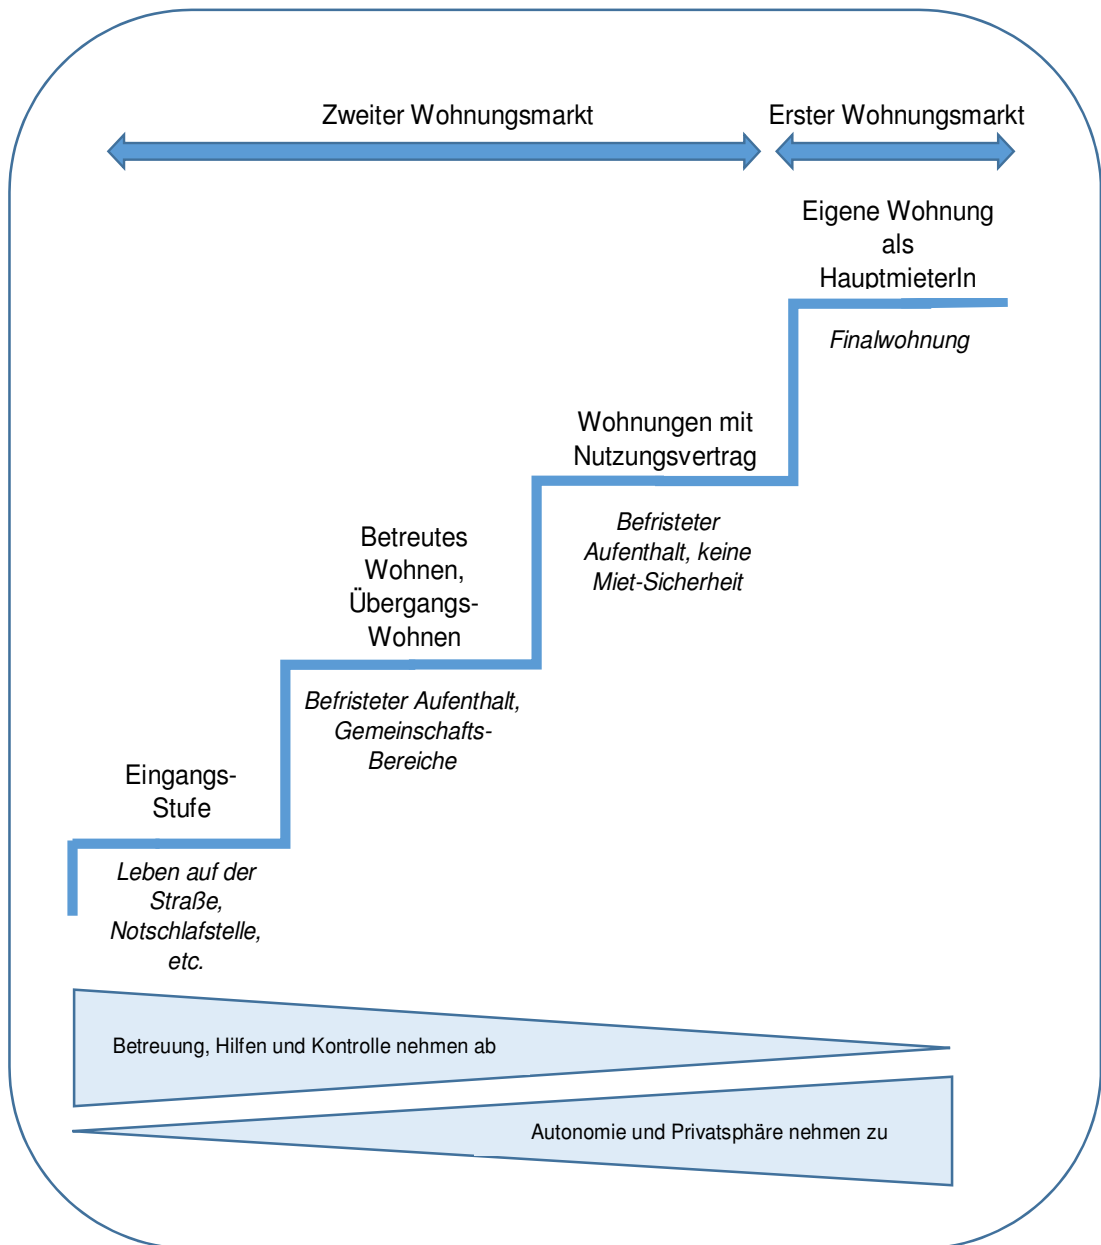 Zweiter Wohnungsmarkt
Erster Wohnungsmarkt
Eigene Wohnung
als
HauptmieterIn
Finalwohnung
Wohnungen mit
Nutzungsvertrag
Befristeter
Aufenthalt, keine
Miet-Sicherheit
Betreutes
Wohnen,
Übergangs-
Wohnen
Befristeter Aufenthalt,
Gemeinschafts-
Bereiche
Eingangs-
Stufe
Leben auf der
Straße,
Notschlafstelle,
etc.
Betreuung, Hilfen und Kontrolle nehmen ab
Autonomie und Privatsphäre nehmen zu